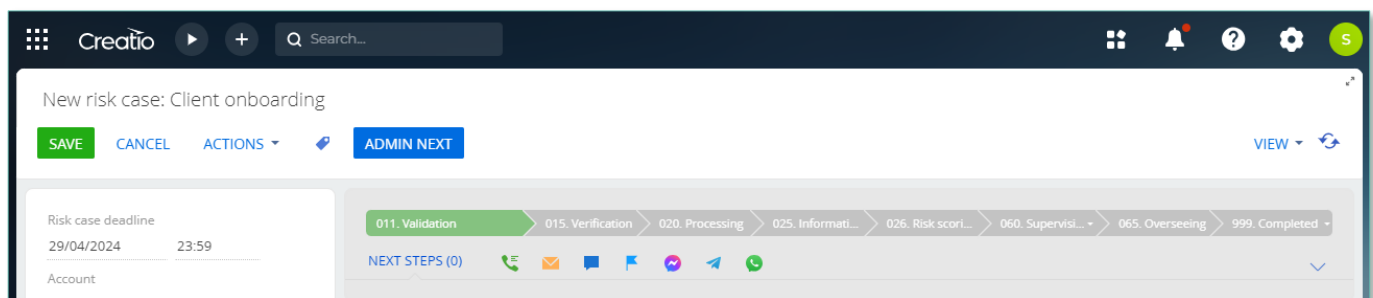 Creatio Search... S
New risk case: Client onboarding
SAVE CANCEL ACTIONS ADMIN NEXT VIEW
Risk case deadline
29/04/2024 23:59
Account
011. Validation 015. Verification 020. Processing 025. Informati... 026. Risk scori... 060. Supervisi... 065. Overseeing 999. Completed
NEXT STEPS (0)